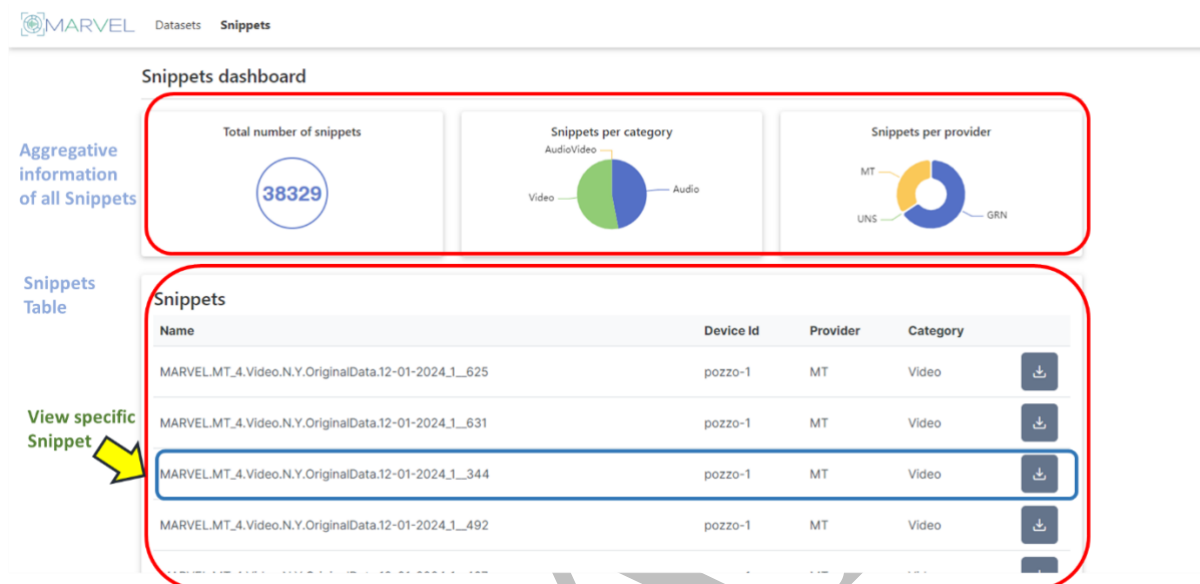 MARVEL Datasets Snippets
Snippets dashboard
Aggregative
information
of all Snippets
Total number of snippets
38329
Snippets per category
AudioVideo
Video
Audio
Snippets per provider
MT
UNS
GRN
Snippets
Table
Snippets
Name Device Id Provider Category
MARVEL.MT_4.Video.N.Y.OriginalData.12-01-2024_1__625 pozzo-1 MT Video
MARVEL.MT_4.Video.N.Y.OriginalData.12-01-2024_1__631 pozzo-1 MT Video
View specific
Snippet
MARVEL.MT_4.Video.N.Y.OriginalData.12-01-2024_1__344 pozzo-1 MT Video
MARVEL.MT_4.Video.N.Y.OriginalData.12-01-2024_1__492 pozzo-1 MT Video